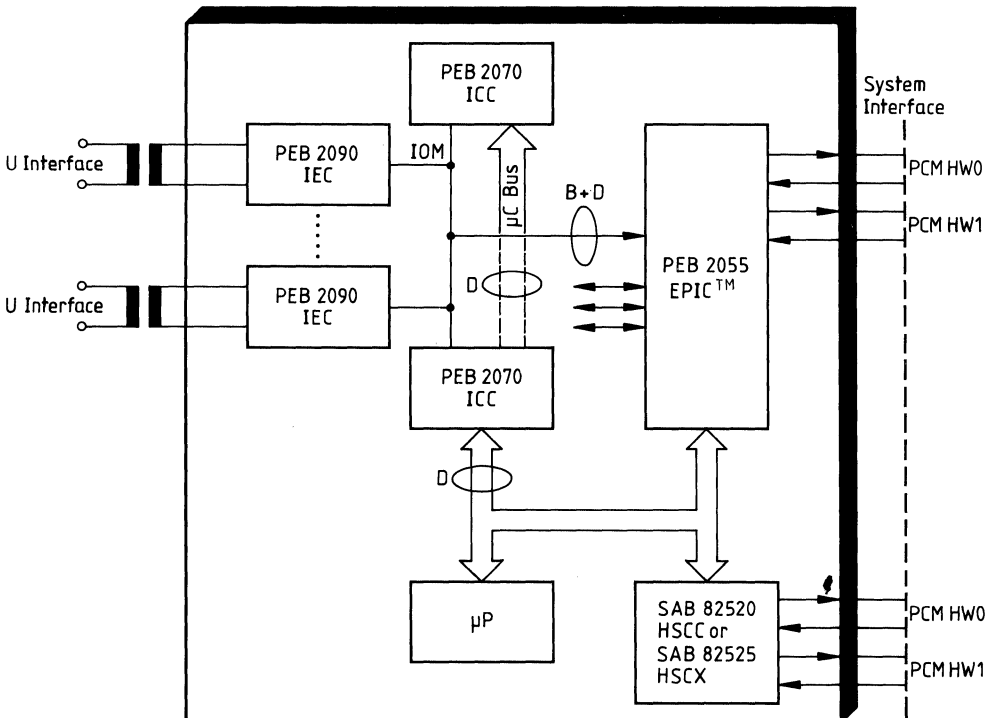 PEB 2070
ICC
System
Interface
U Interface
PEB 2090
IEC
IOM
µC Bus
B+D
PCM HW0
PCM HW1
PEB 2055
EPIC™
D
U Interface
PEB 2090
IEC
PEB 2070
ICC
D
µP
SAB 82520
HSCC or
SAB 82525
HSCX
PCM HW0
PCM HW1